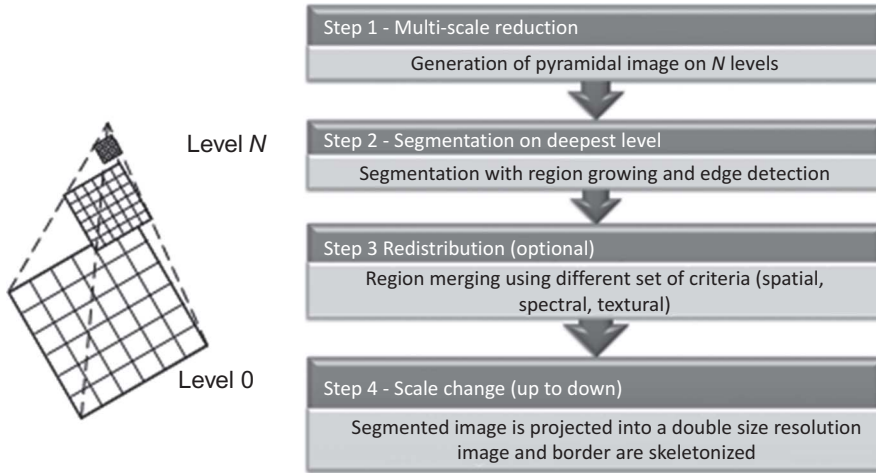 Step 1 - Multi-scale reduction
Generation of pyramidal image on N levels
Level N
Step 2 - Segmentation on deepest level
Segmentation with region growing and edge detection
Step 3 Redistribution (optional)
Region merging using different set of criteria (spatial,
spectral, textural)
Level 0
Step 4 - Scale change (up to down)
Segmented image is projected into a double size resolution
image and border are skeletonized